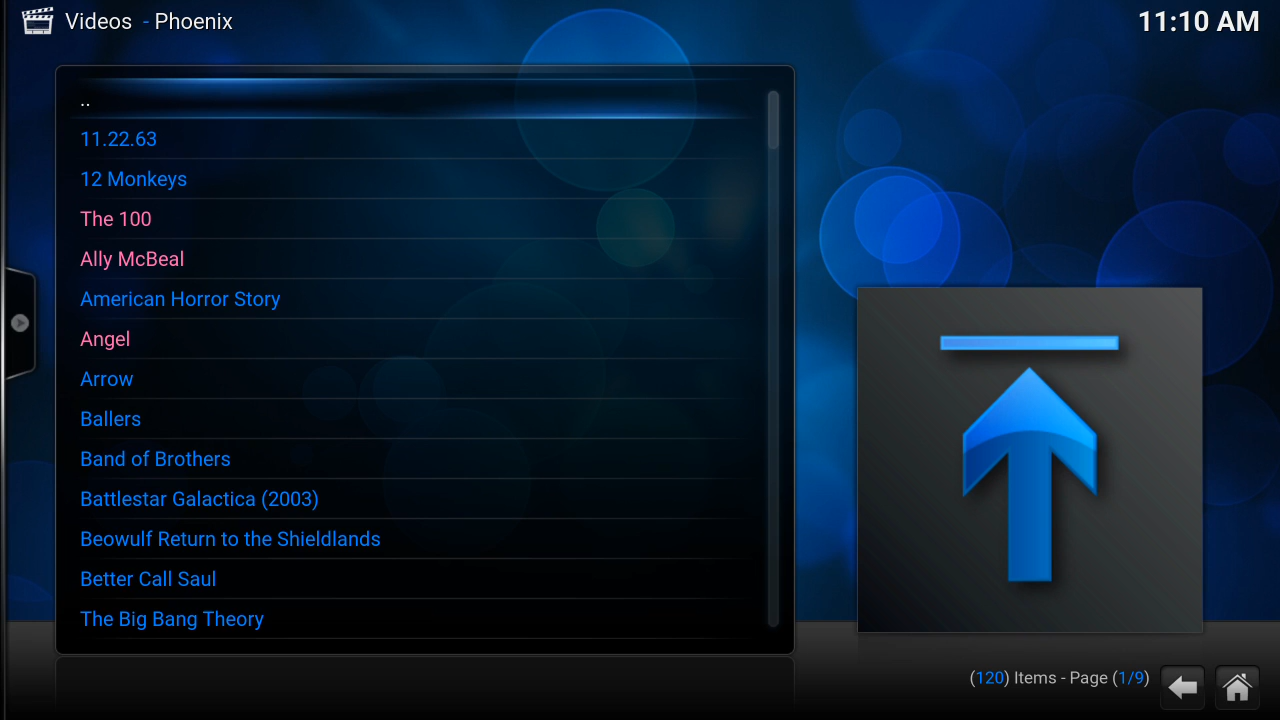 Videos - Phoenix
11:10 AM
..
11.22.63
12 Monkeys
The 100
Ally McBeal
American Horror Story
Angel
Arrow
Ballers
Band of Brothers
Battlestar Galactica (2003)
Beowulf Return to the Shieldlands
Better Call Saul
The Big Bang Theory
(120) Items - Page (1/9)